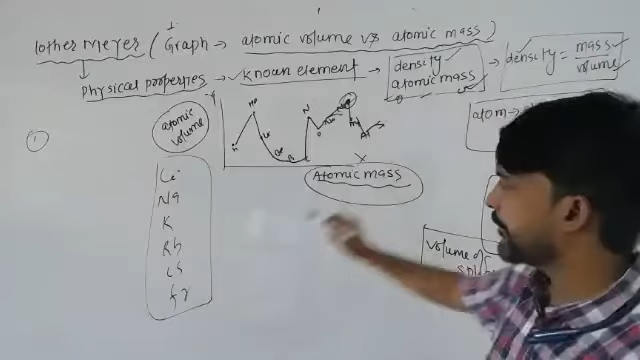 Lother Meyer ( Graph → atomic volume vs atomic mass )
Physical properties → Known element → density
atomic mass
→ density = mass
volume
atomic
volume
Li
Na
K
Rb
Cs
Fr
N
X
Atomic mass
atom →
Volume of